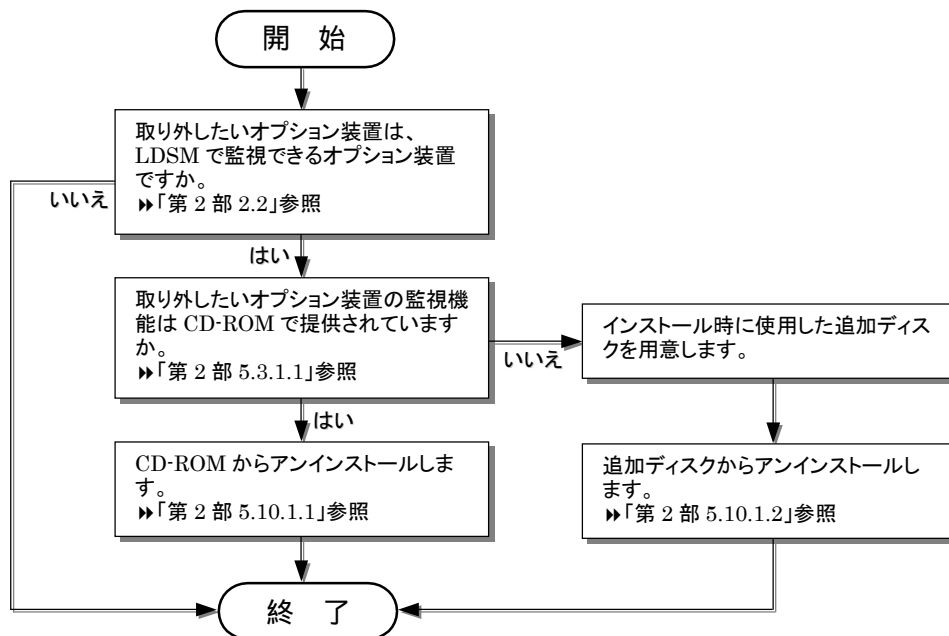 開　始
取り外したいオプション装置は、
LDSM で監視できるオプション装置
ですか。
▸▸「第 2 部 2.2」参照
いいえ
はい
取り外したいオプション装置の監視機
能は CD-ROM で提供されています
か。
▸▸「第 2 部 5.3.1.1」参照
いいえ
インストール時に使用した追加ディス
クを用意します。
はい
CD-ROM からアンインストールしま
す。
▸▸「第 2 部 5.10.1.1」参照
追加ディスクからアンインストールし
ます。
▸▸「第 2 部 5.10.1.2」参照
終　了